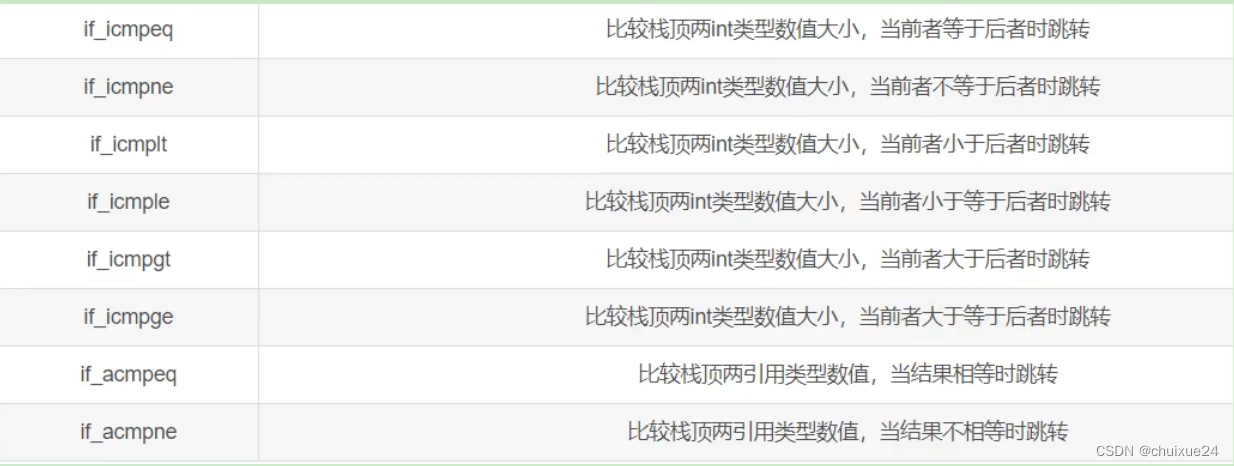 if_icmpeq 比较栈顶两int类型数值大小，当前者等于后者时跳转
if_icmpne 比较栈顶两int类型数值大小，当前者不等于后者时跳转
if_icmplt 比较栈顶两int类型数值大小，当前者小于后者时跳转
if_icmple 比较栈顶两int类型数值大小，当前者小于等于后者时跳转
if_icmpgt 比较栈顶两int类型数值大小，当前者大于后者时跳转
if_icmpge 比较栈顶两int类型数值大小，当前者大于等于后者时跳转
if_acmpeq 比较栈顶两引用类型数值，当结果相等时跳转
if_acmpne 比较栈顶两引用类型数值，当结果不相等时跳转
CSDN @chuixue24